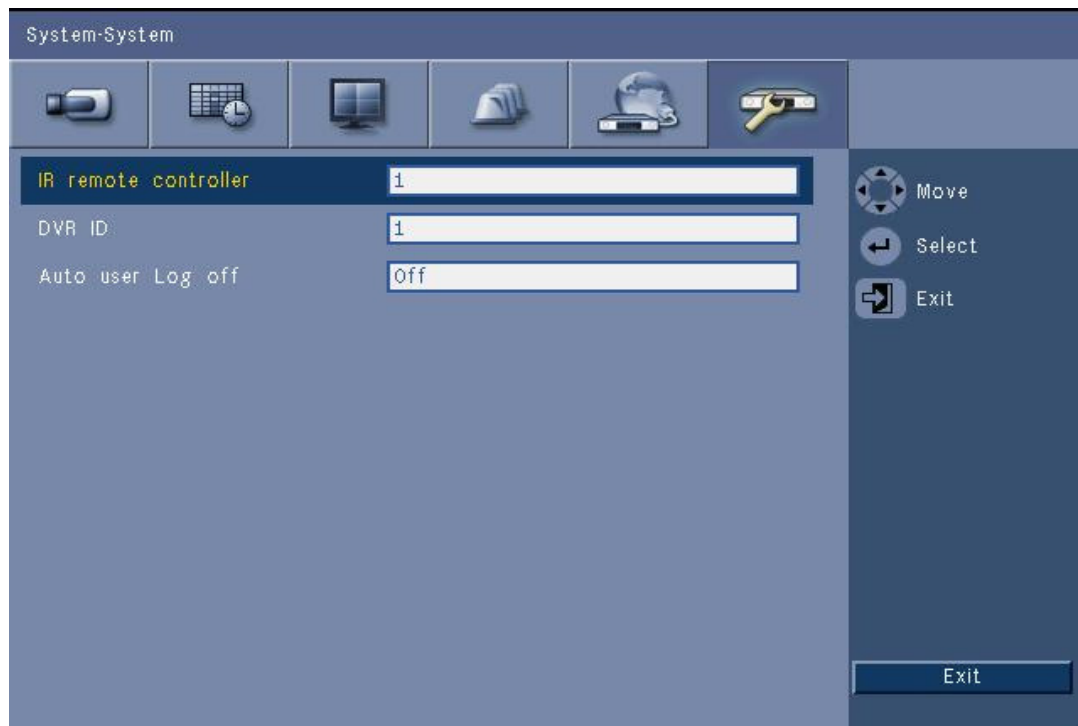 System-System
IR remote controller 1
DVR ID 1
Auto user Log off Off
Move
Select
Exit
Exit